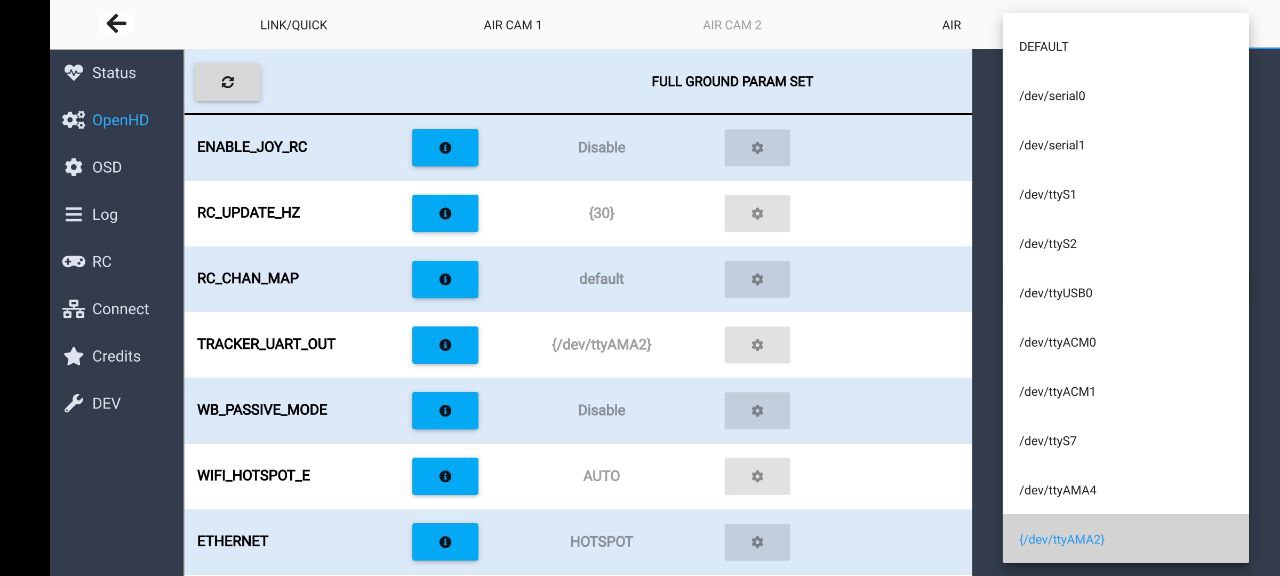 LINK/QUICK
AIR CAM 1
AIR CAM 2
AIR
Status
OpenHD
OSD
Log
RC
Connect
Credits
DEV
FULL GROUND PARAM SET
ENABLE_JOY_RC
Disable
RC_UPDATE_HZ
{30}
RC_CHAN_MAP
default
TRACKER_UART_OUT
{/dev/ttyAMA2}
WB_PASSIVE_MODE
Disable
WIFI_HOTSPOT_E
AUTO
ETHERNET
HOTSPOT
DEFAULT
/dev/serial0
/dev/serial1
/dev/ttyS1
/dev/ttyS2
/dev/ttyUSB0
/dev/ttyACM0
/dev/ttyACM1
/dev/ttyS7
/dev/ttyAMA4
{/dev/ttyAMA2}